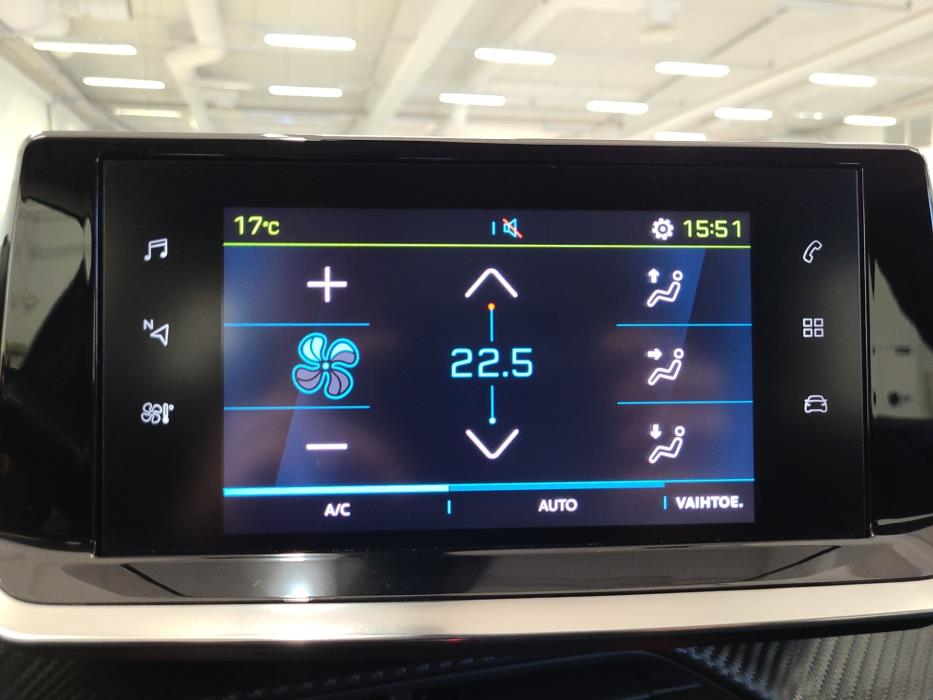 17°C 15:51
N
22.5
A/C AUTO VAIHTOE.